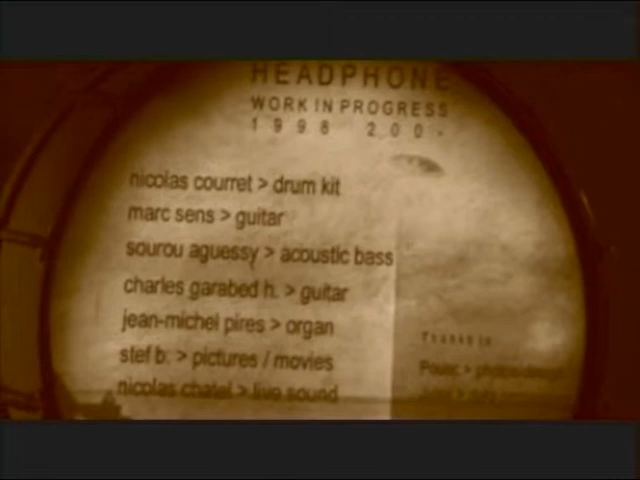 HEADPHONE
WORK IN PROGRESS
1998 200-
nicolas courret > drum kit
marc sens > guitar
sourou aguessy > acoustic bass
charles garabed h. > guitar
jean-michel pires > organ
stef b. > pictures / movies
nicolas chatel > live sound